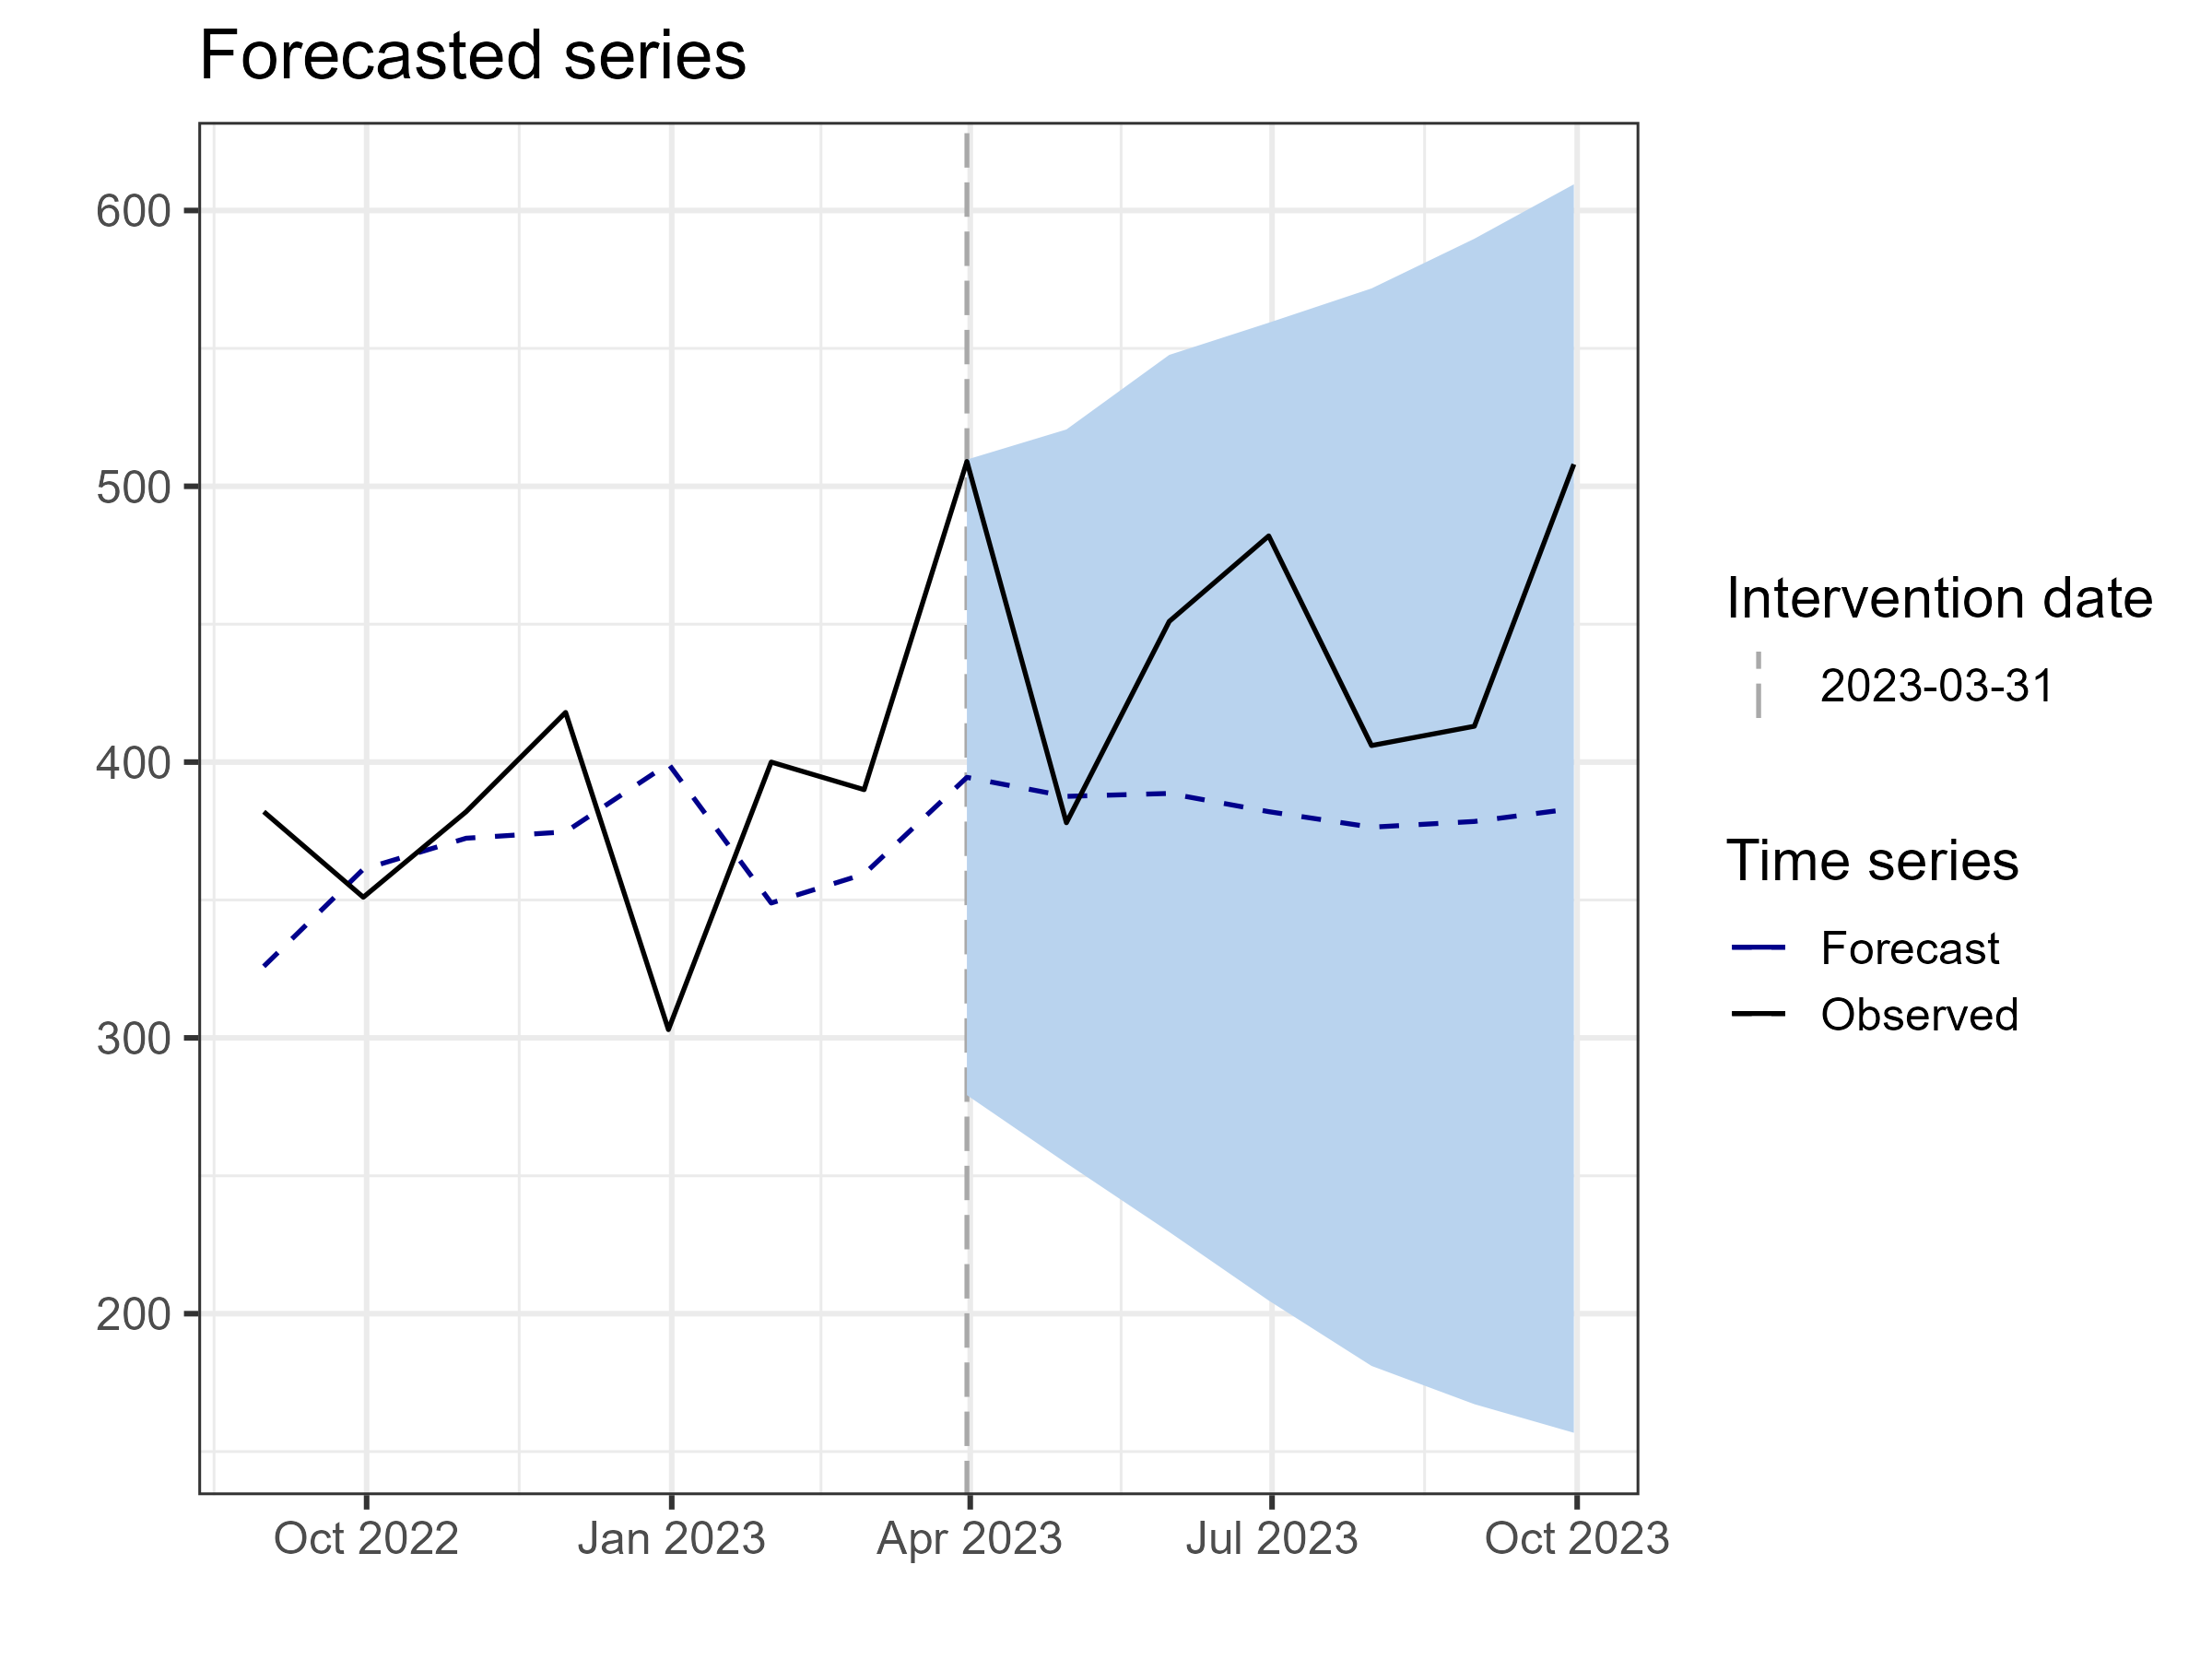 Forecasted series
600
500
400
300
200
Oct 2022
Jan 2023
Apr 2023
Jul 2023
Oct 2023
Intervention date
2023-03-31
Time series
Forecast
Observed